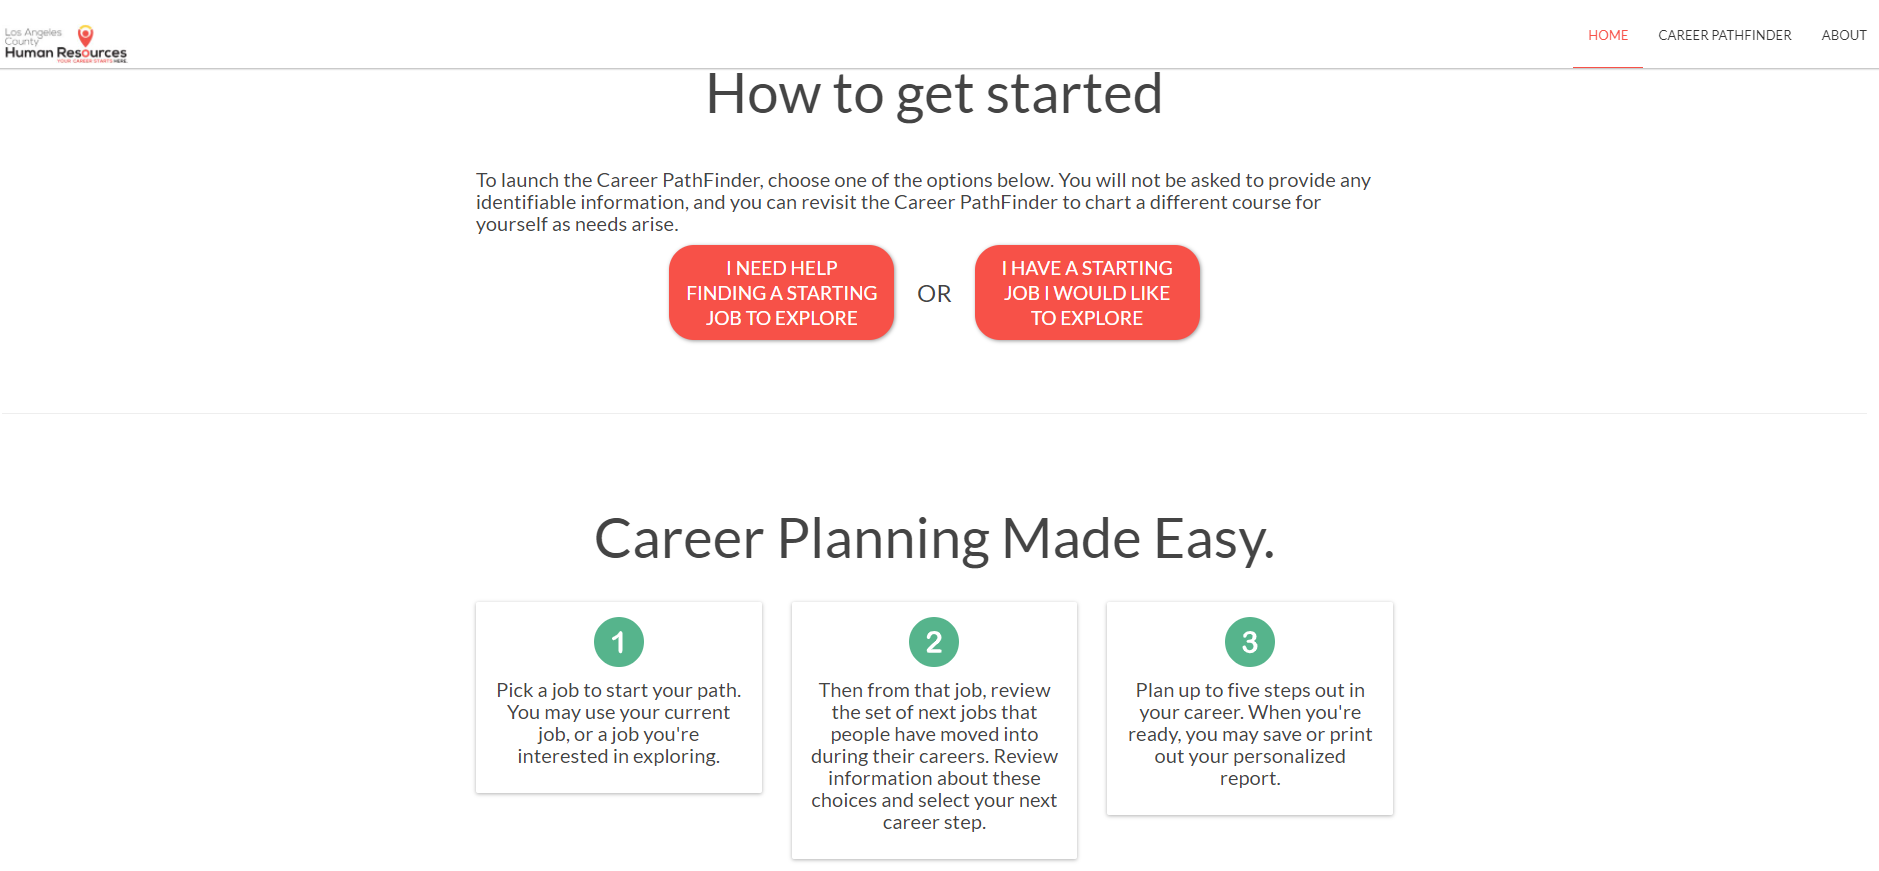 Los Angeles
County
Human Resources
YOUR CAREER STARTS HERE.
HOME
CAREER PATHFINDER
ABOUT
How to get started
To launch the Career PathFinder, choose one of the options below. You will not be asked to provide any
identifiable information, and you can revisit the Career PathFinder to chart a different course for
yourself as needs arise.
I NEED HELP
FINDING A STARTING
JOB TO EXPLORE
OR
I HAVE A STARTING
JOB I WOULD LIKE
TO EXPLORE
Career Planning Made Easy.
1
Pick a job to start your path.
You may use your current
job, or a job you're
interested in exploring.
2
Then from that job, review
the set of next jobs that
people have moved into
during their careers. Review
information about these
choices and select your next
career step.
3
Plan up to five steps out in
your career. When you're
ready, you may save or print
out your personalized
report.